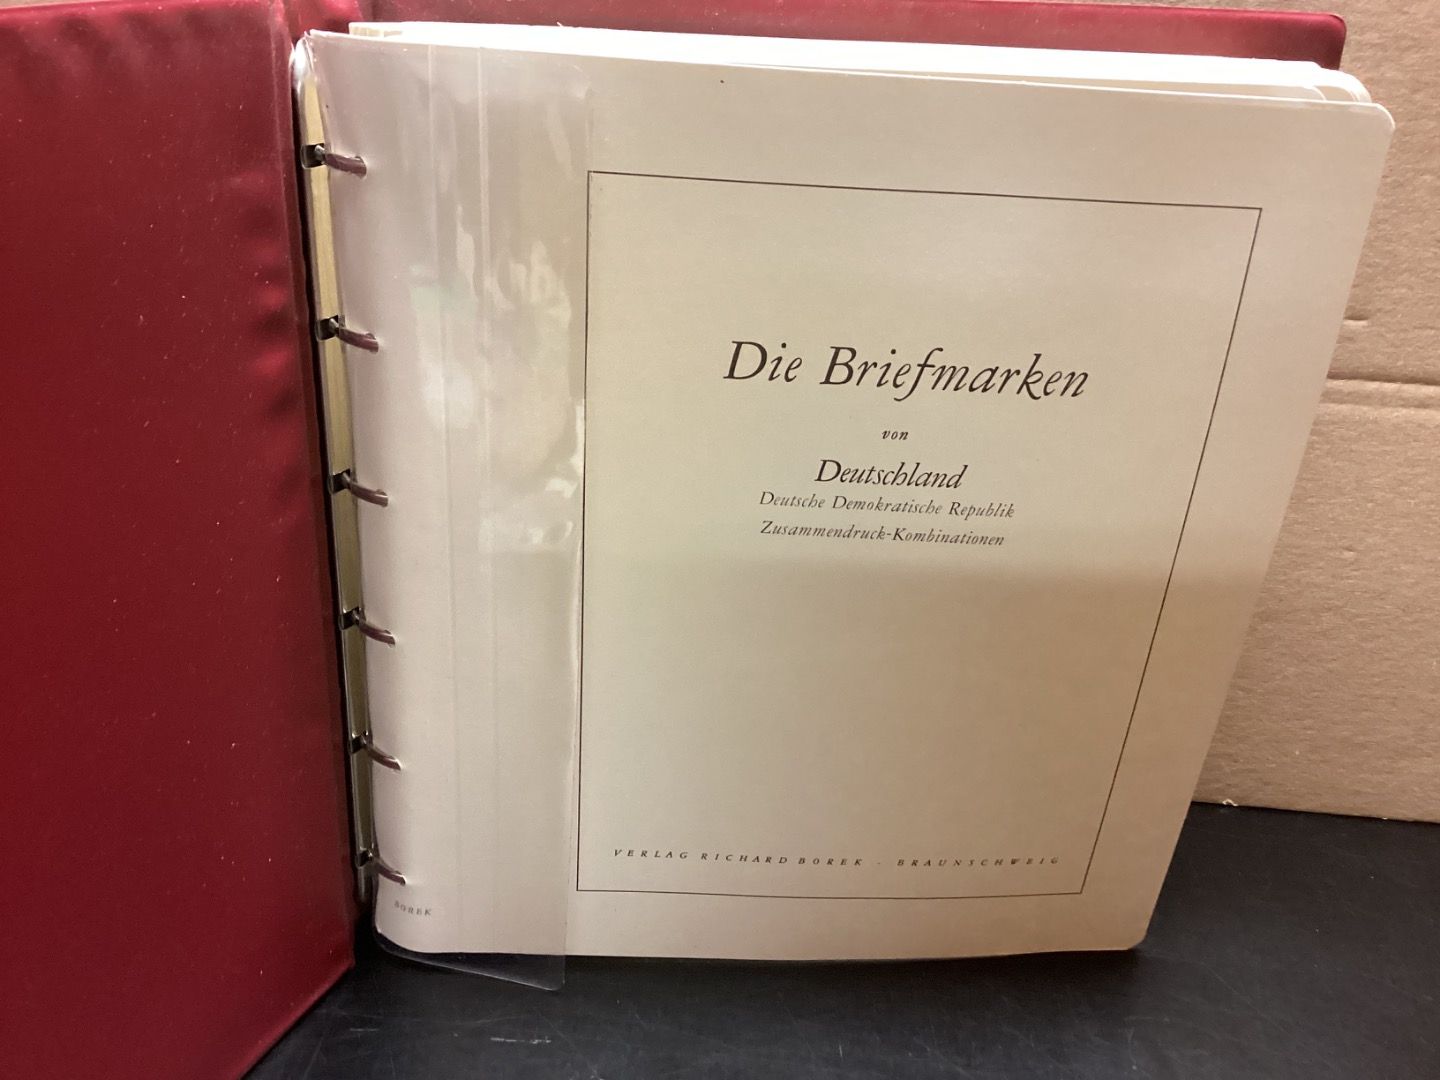 Die Briefmarken
von
Deutschland
Deutsche Demokratische Republik
Zusammendruck-Kombinationen
VERLAG RICHARD BOREK - BRAUNSCHWEIG
BOREK